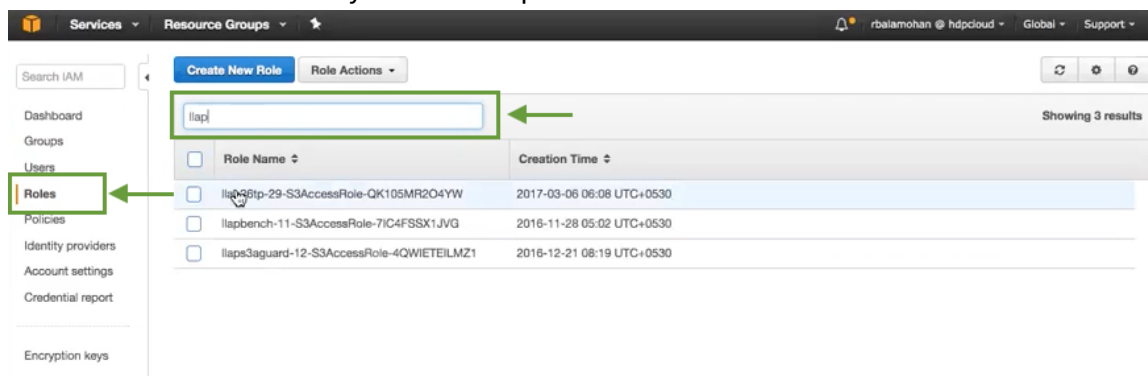 Services Resource Groups rbalamohan @ hdpcloud Global Support
Search IAM
Create New Role Role Actions
Dashboard
llap
Showing 3 results
Groups
Role Name Creation Time
Users
Roles
2017-03-06 06:08 UTC+0530
Policies
llapbench-11-S3AccessRole-7IC4FSSX1JVG 2016-11-28 05:02 UTC+0530
Identity providers
llaps3aguard-12-S3AccessRole-4QWIETEILMZ1 2016-12-21 08:19 UTC+0530
Account settings
Credential report
Encryption keys